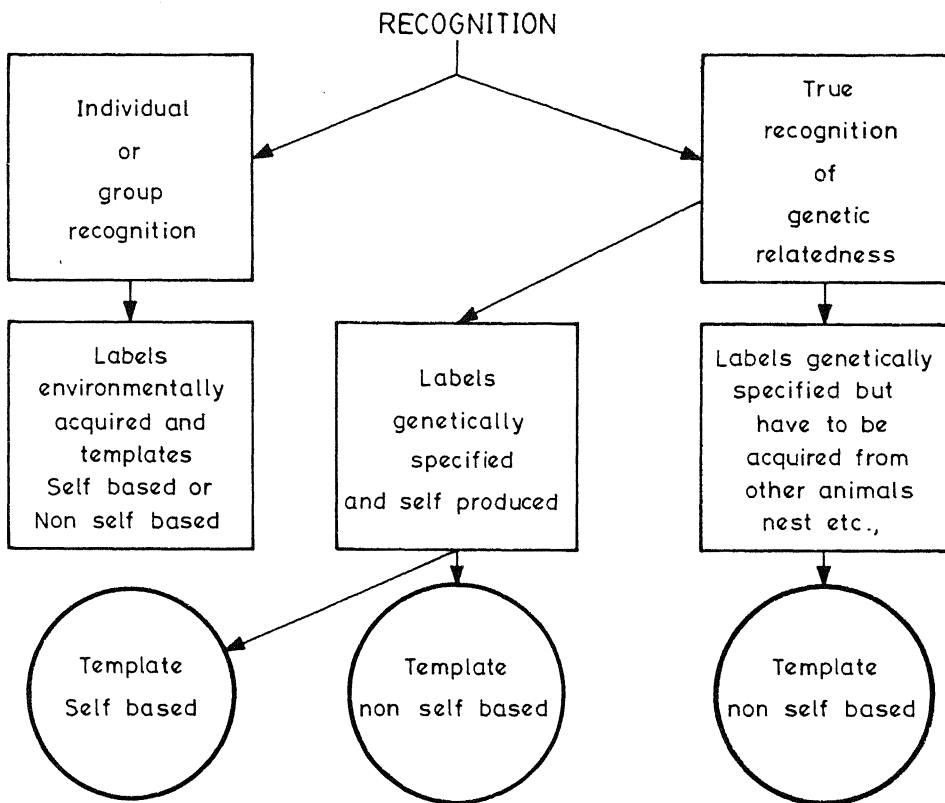 RECOGNITION
Individual
or
group
recognition
True
recognition
of
genetic
relatedness
Labels
environmentally
acquired and
templates
Self based or
Non self based
Labels
genetically
specified
and self produced
Labels genetically
specified but
have to be
acquired from
other animals
nest etc.,
Template
Self based
Template
non self based
Template
non self based